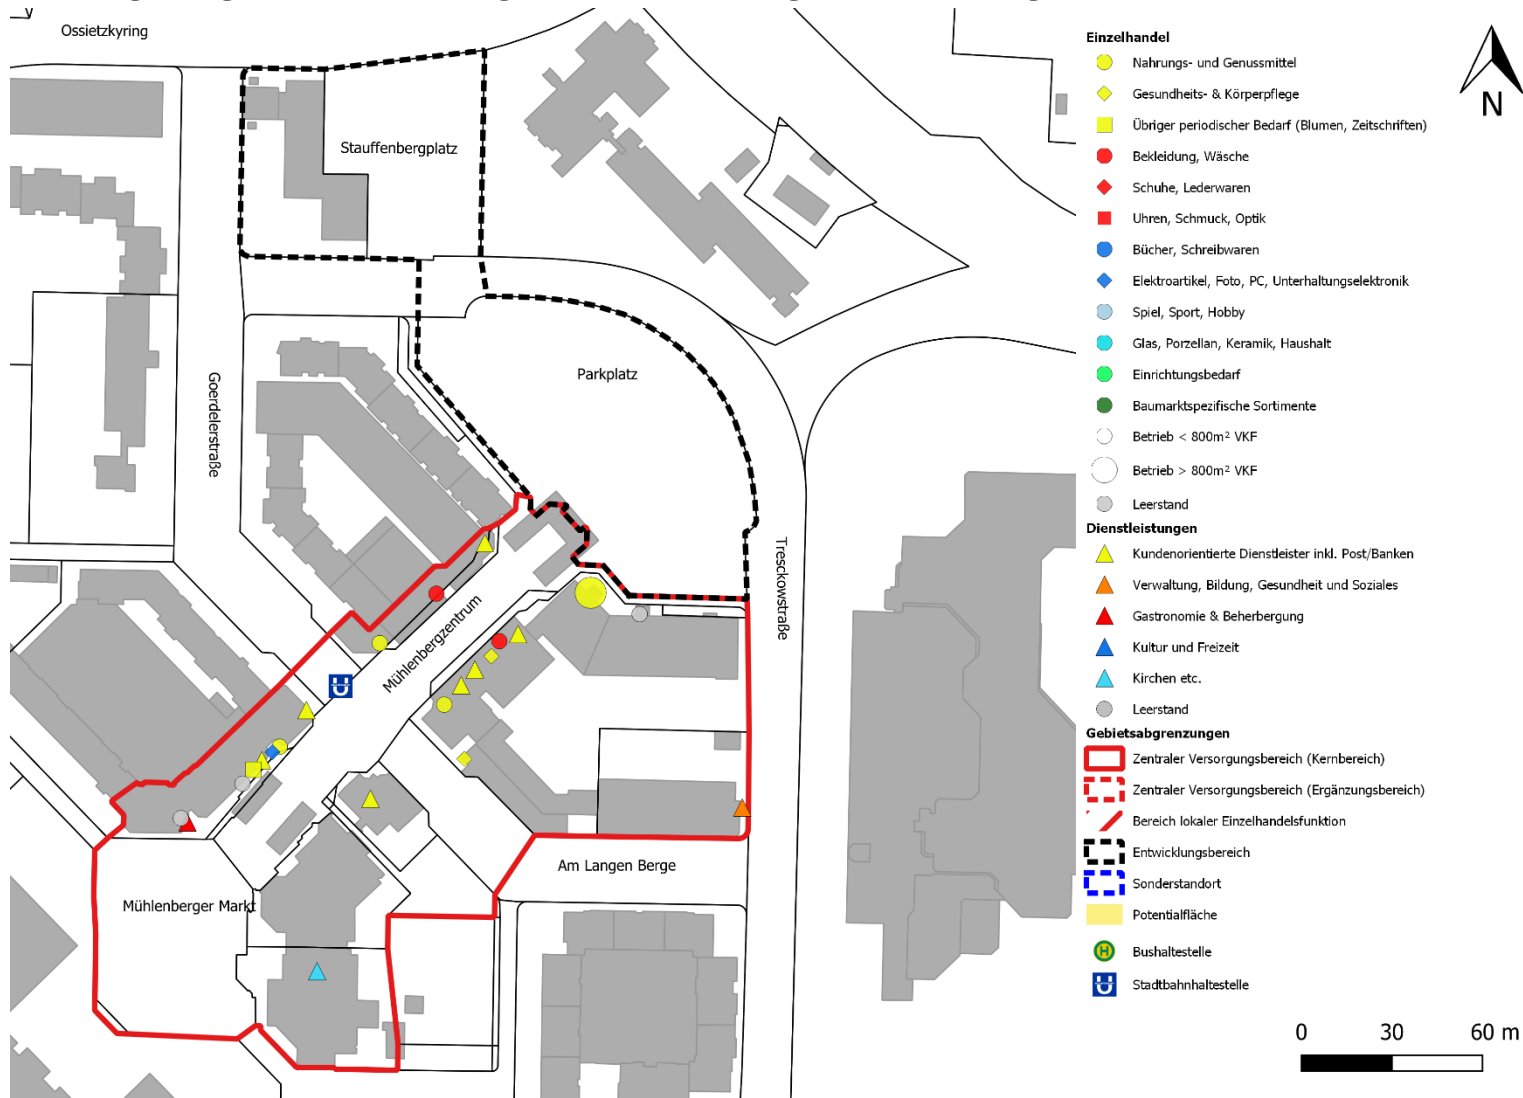 Ossietzkyring
Stauffenbergplatz
Parkplatz
Goerdelerstraße
Tresckowstraße
Mühlenbergzentrum
Am Langen Berge
Mühlenberger Markt
Einzelhandel
Nahrungs- und Genussmittel
Gesundheits- & Körperpflege
Übriger periodischer Bedarf (Blumen, Zeitschriften)
Bekleidung, Wäsche
Schuhe, Lederwaren
Uhren, Schmuck, Optik
Bücher, Schreibwaren
Elektroartikel, Foto, PC, Unterhaltungselektronik
Spiel, Sport, Hobby
Glas, Porzellan, Keramik, Haushalt
Einrichtungsbedarf
Baumarktspezifische Sortimente
Betrieb < 800m² VKF
Betrieb > 800m² VKF
Leerstand
Dienstleistungen
Kundenorientierte Dienstleister inkl. Post/Banken
Verwaltung, Bildung, Gesundheit und Soziales
Gastronomie & Beherbergung
Kultur und Freizeit
Kirchen etc.
Leerstand
Gebietsabgrenzungen
Zentraler Versorgungsbereich (Kernbereich)
Zentraler Versorgungsbereich (Ergänzungsbereich)
Bereich lokaler Einzelhandelsfunktion
Entwicklungsbereich
Sonderstandort
Potentialfläche
H Bushaltestelle
U Stadtbahnhaltestelle
N
0 30 60 m